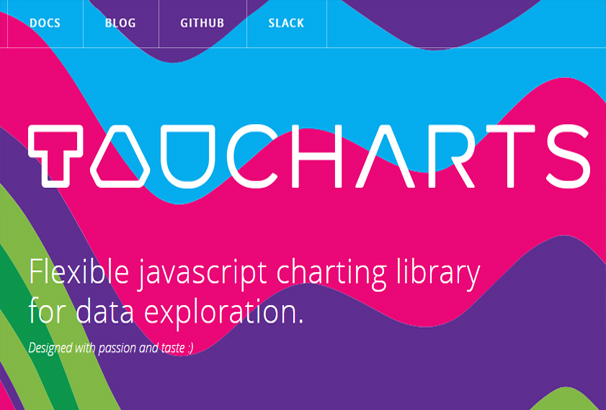 DOCS BLOG GITHUB SLACK
TAUCHARTS
Flexible javascript charting library
for data exploration.
Designed with passion and taste :)